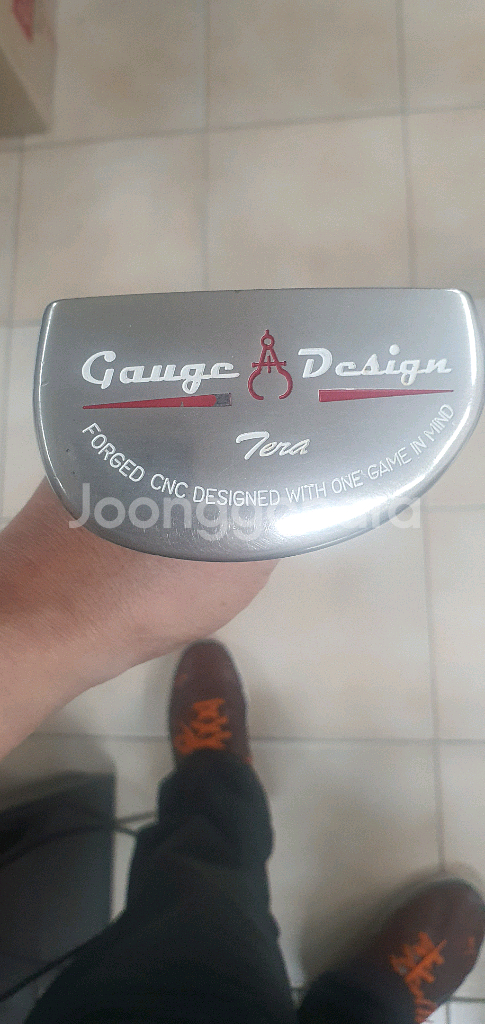 Gauge Design
Tera
FORGED CNC DESIGNED WITH ONE GAME IN MIND
Joonggonara